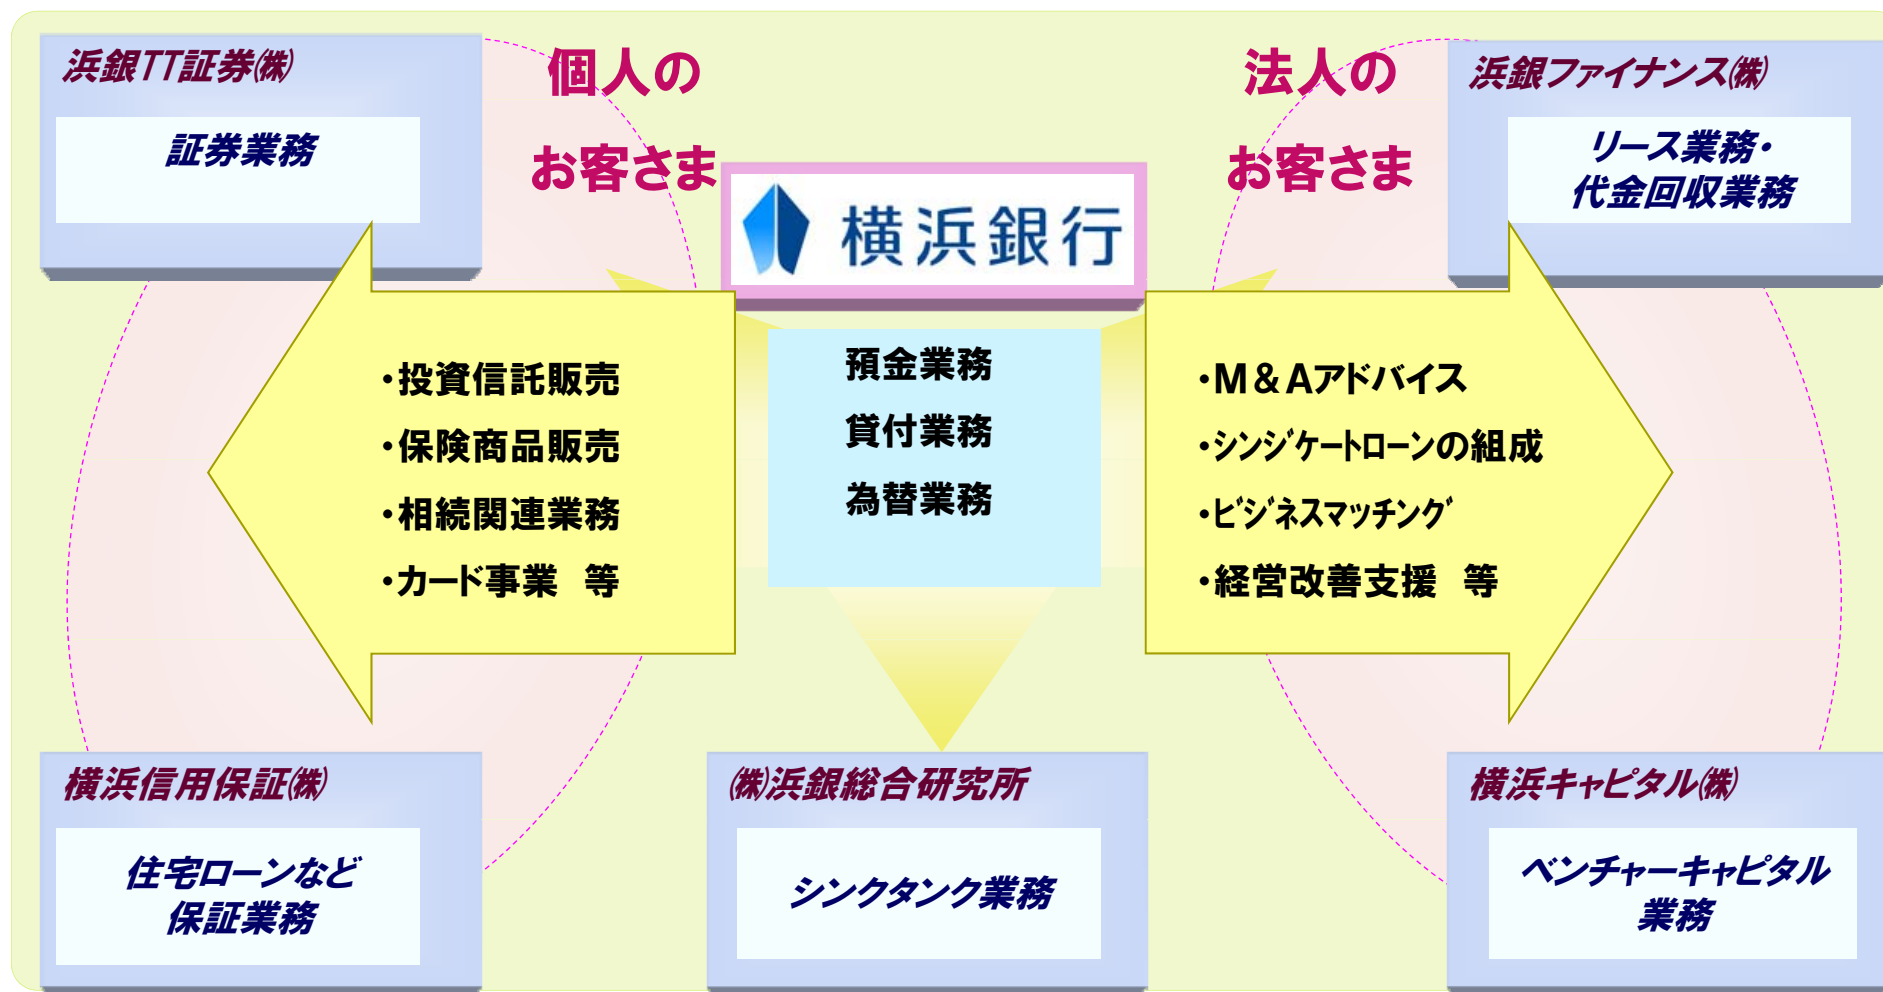 浜銀TT証券㈱
証券業務
個人の
お客さま
法人の
お客さま
浜銀ファイナンス㈱
リース業務・
代金回収業務
横浜銀行
・投資信託販売
・保険商品販売
・相続関連業務
・カード事業 等
預金業務
貸付業務
為替業務
・M&Aアドバイス
・シンジケートローンの組成
・ビジネスマッチング
・経営改善支援 等
横浜信用保証㈱
住宅ローンなど
保証業務
㈱浜銀総合研究所
シンクタンク業務
横浜キャピタル㈱
ベンチャーキャピタル
業務